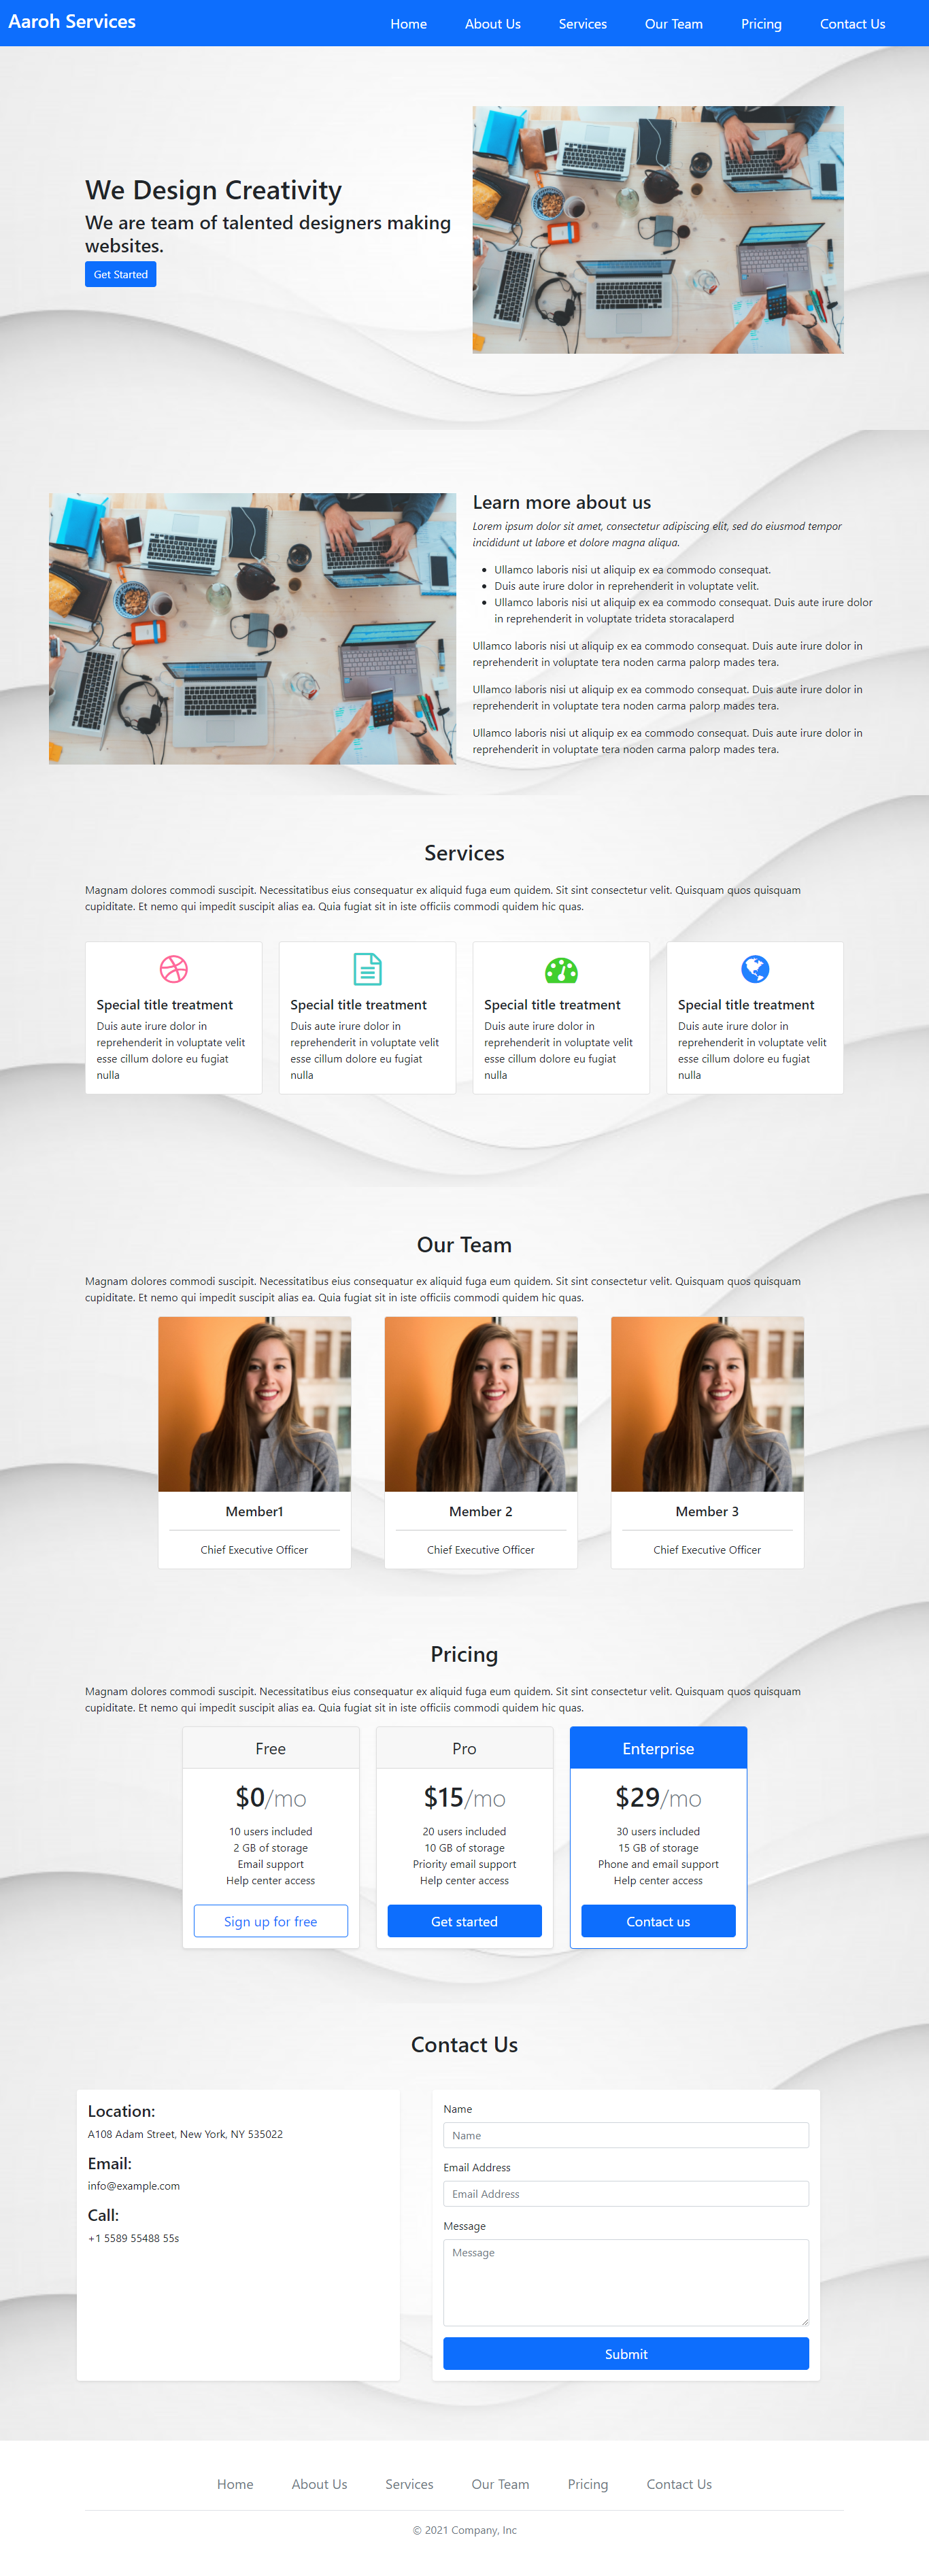 Aaroh Services
Home About Us Services Our Team Pricing Contact Us
We Design Creativity
We are team of talented designers making
websites.
Get Started
Learn more about us
Lorem ipsum dolor sit amet, consectetur adipiscing elit, sed do eiusmod tempor
incididunt ut labore et dolore magna aliqua.
Ullamco laboris nisi ut aliquip ex ea commodo consequat.
Duis aute irure dolor in reprehenderit in voluptate velit.
Ullamco laboris nisi ut aliquip ex ea commodo consequat. Duis aute irure dolor
in reprehenderit in voluptate trideta storacalaperd
Ullamco laboris nisi ut aliquip ex ea commodo consequat. Duis aute irure dolor in
reprehenderit in voluptate tera noden carma palorp mades tera.
Ullamco laboris nisi ut aliquip ex ea commodo consequat. Duis aute irure dolor in
reprehenderit in voluptate tera noden carma palorp mades tera.
Ullamco laboris nisi ut aliquip ex ea commodo consequat. Duis aute irure dolor in
reprehenderit in voluptate tera noden carma palorp mades tera.
Services
Magnam dolores commodi suscipit. Necessitatibus eius consequatur ex aliquid fuga eum quidem. Sit sint consectetur velit. Quisquam quos quisquam
cupiditate. Et nemo qui impedit suscipit alias ea. Quia fugiat sit in iste officiis commodi quidem hic quas.
Special title treatment
Duis aute irure dolor in
reprehenderit in voluptate velit
esse cillum dolore eu fugiat
nulla
Special title treatment
Duis aute irure dolor in
reprehenderit in voluptate velit
esse cillum dolore eu fugiat
nulla
Special title treatment
Duis aute irure dolor in
reprehenderit in voluptate velit
esse cillum dolore eu fugiat
nulla
Special title treatment
Duis aute irure dolor in
reprehenderit in voluptate velit
esse cillum dolore eu fugiat
nulla
Our Team
Magnam dolores commodi suscipit. Necessitatibus eius consequatur ex aliquid fuga eum quidem. Sit sint consectetur velit. Quisquam quos quisquam
cupiditate. Et nemo qui impedit suscipit alias ea. Quia fugiat sit in iste officiis commodi quidem hic quas.
Member1
Chief Executive Officer
Member 2
Chief Executive Officer
Member 3
Chief Executive Officer
Pricing
Magnam dolores commodi suscipit. Necessitatibus eius consequatur ex aliquid fuga eum quidem. Sit sint consectetur velit. Quisquam quos quisquam
cupiditate. Et nemo qui impedit suscipit alias ea. Quia fugiat sit in iste officiis commodi quidem hic quas.
Free
$0/mo
10 users included
2 GB of storage
Email support
Help center access
Sign up for free
Pro
$15/mo
20 users included
10 GB of storage
Priority email support
Help center access
Get started
Enterprise
$29/mo
30 users included
15 GB of storage
Phone and email support
Help center access
Contact us
Contact Us
Location:
A108 Adam Street, New York, NY 535022
Email:
info@example.com
Call:
+1 5589 55488 55s
Name
Name
Email Address
Email Address
Message
Message
Submit
Home About Us Services Our Team Pricing Contact Us
© 2021 Company, Inc